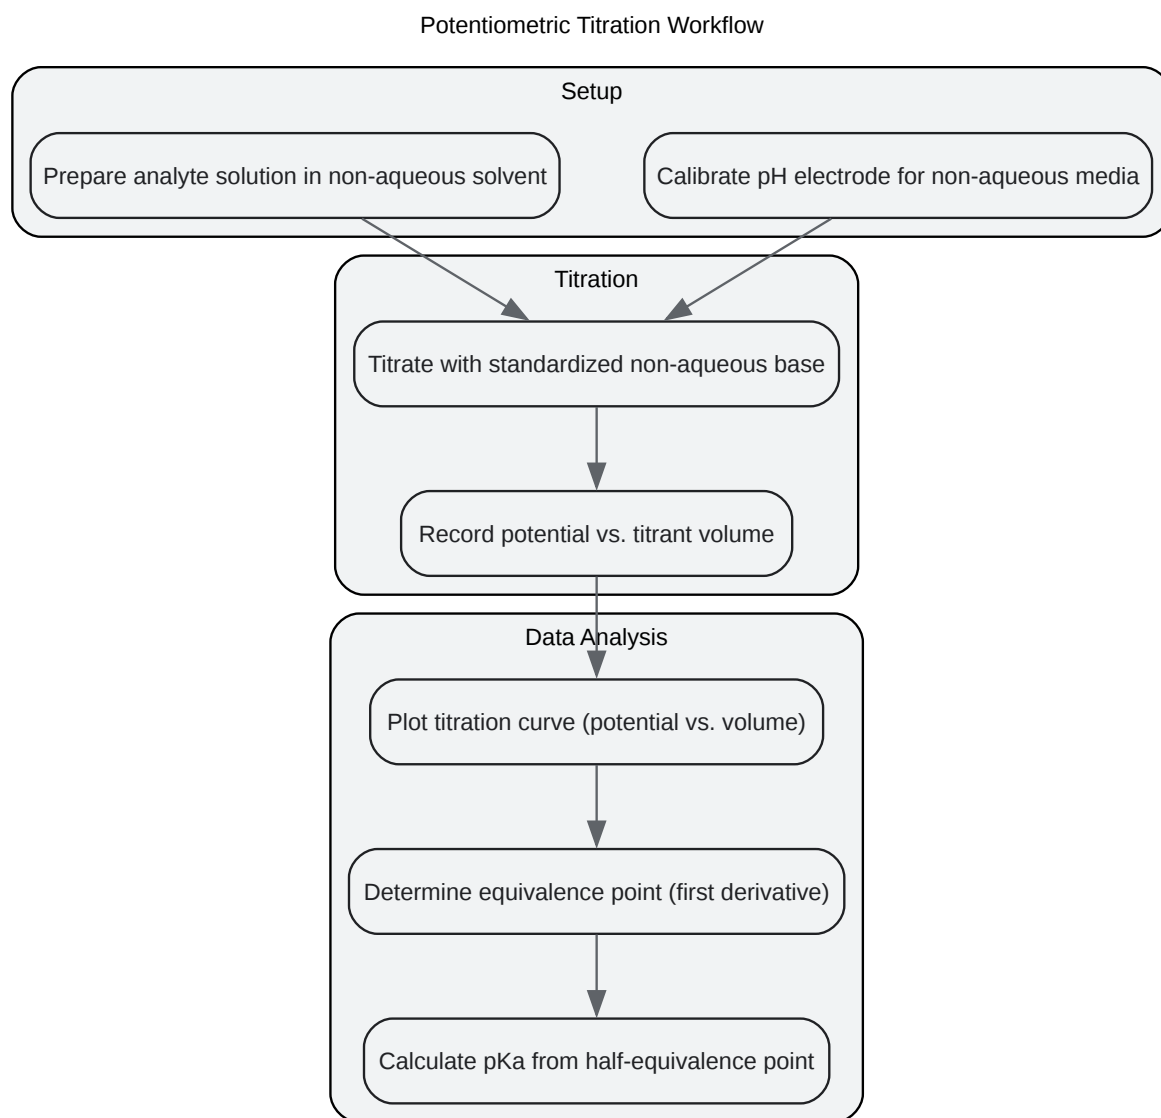 Potentiometric Titration Workflow
Setup
Prepare analyte solution in non-aqueous solvent
Calibrate pH electrode for non-aqueous media
Titration
Titrate with standardized non-aqueous base
Record potential vs. titrant volume
Data Analysis
Plot titration curve (potential vs. volume)
Determine equivalence point (first derivative)
Calculate pKa from half-equivalence point